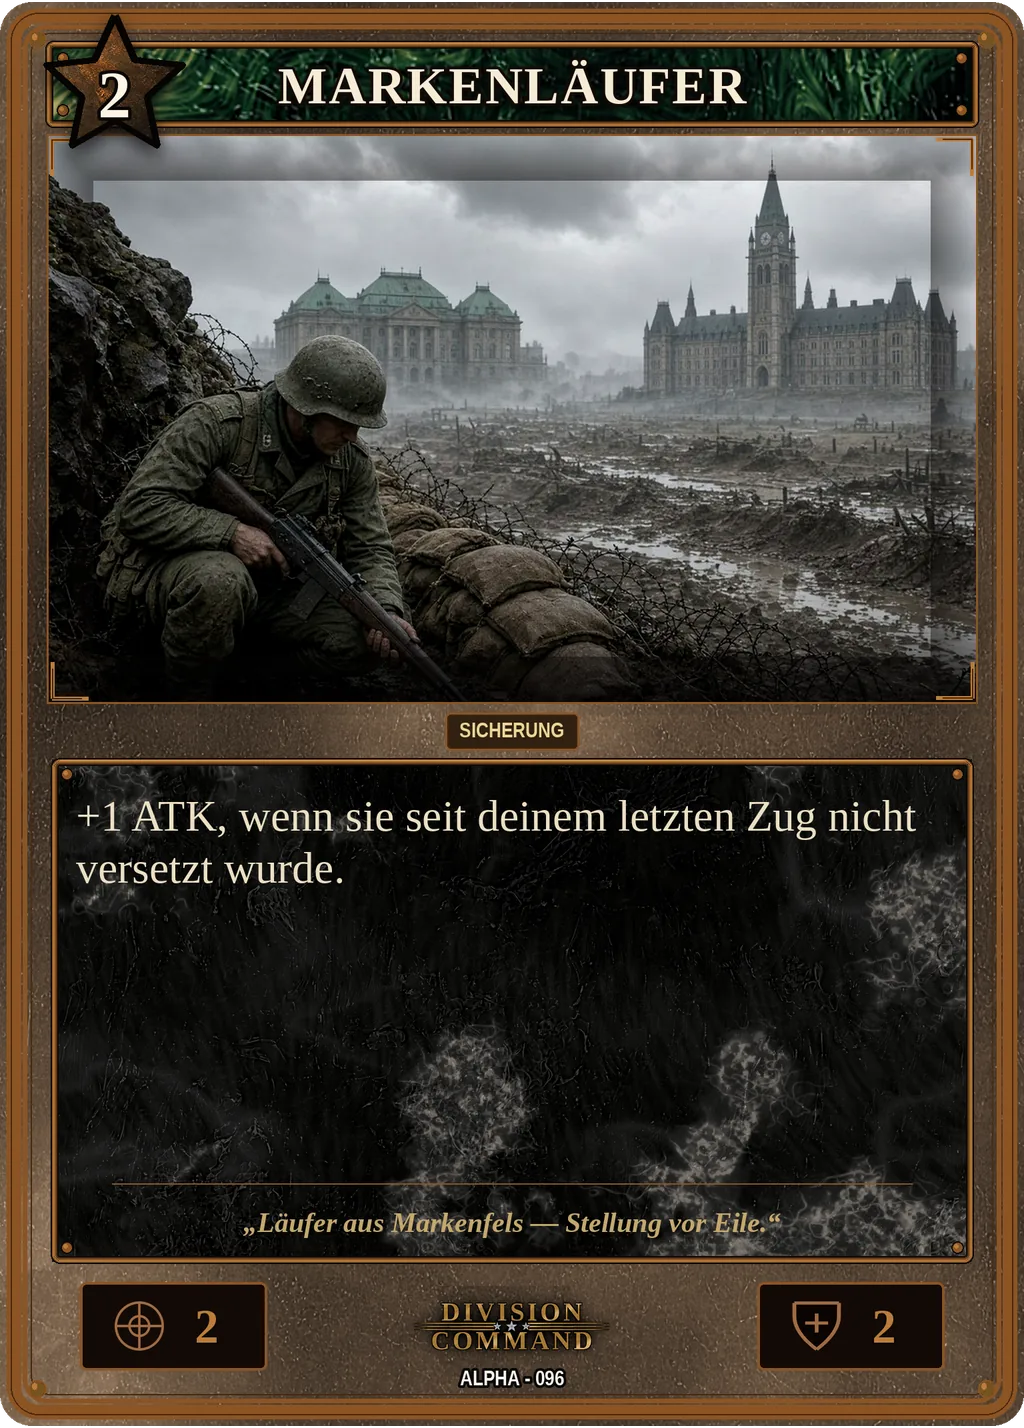 2
MARKENLÄUFER
SICHERUNG
+1 ATK, wenn sie seit deinem letzten Zug nicht
versetzt wurde.
„Läufer aus Markenfels — Stellung vor Eile.“
2
DIVISION
COMMAND
2
ALPHA - 096